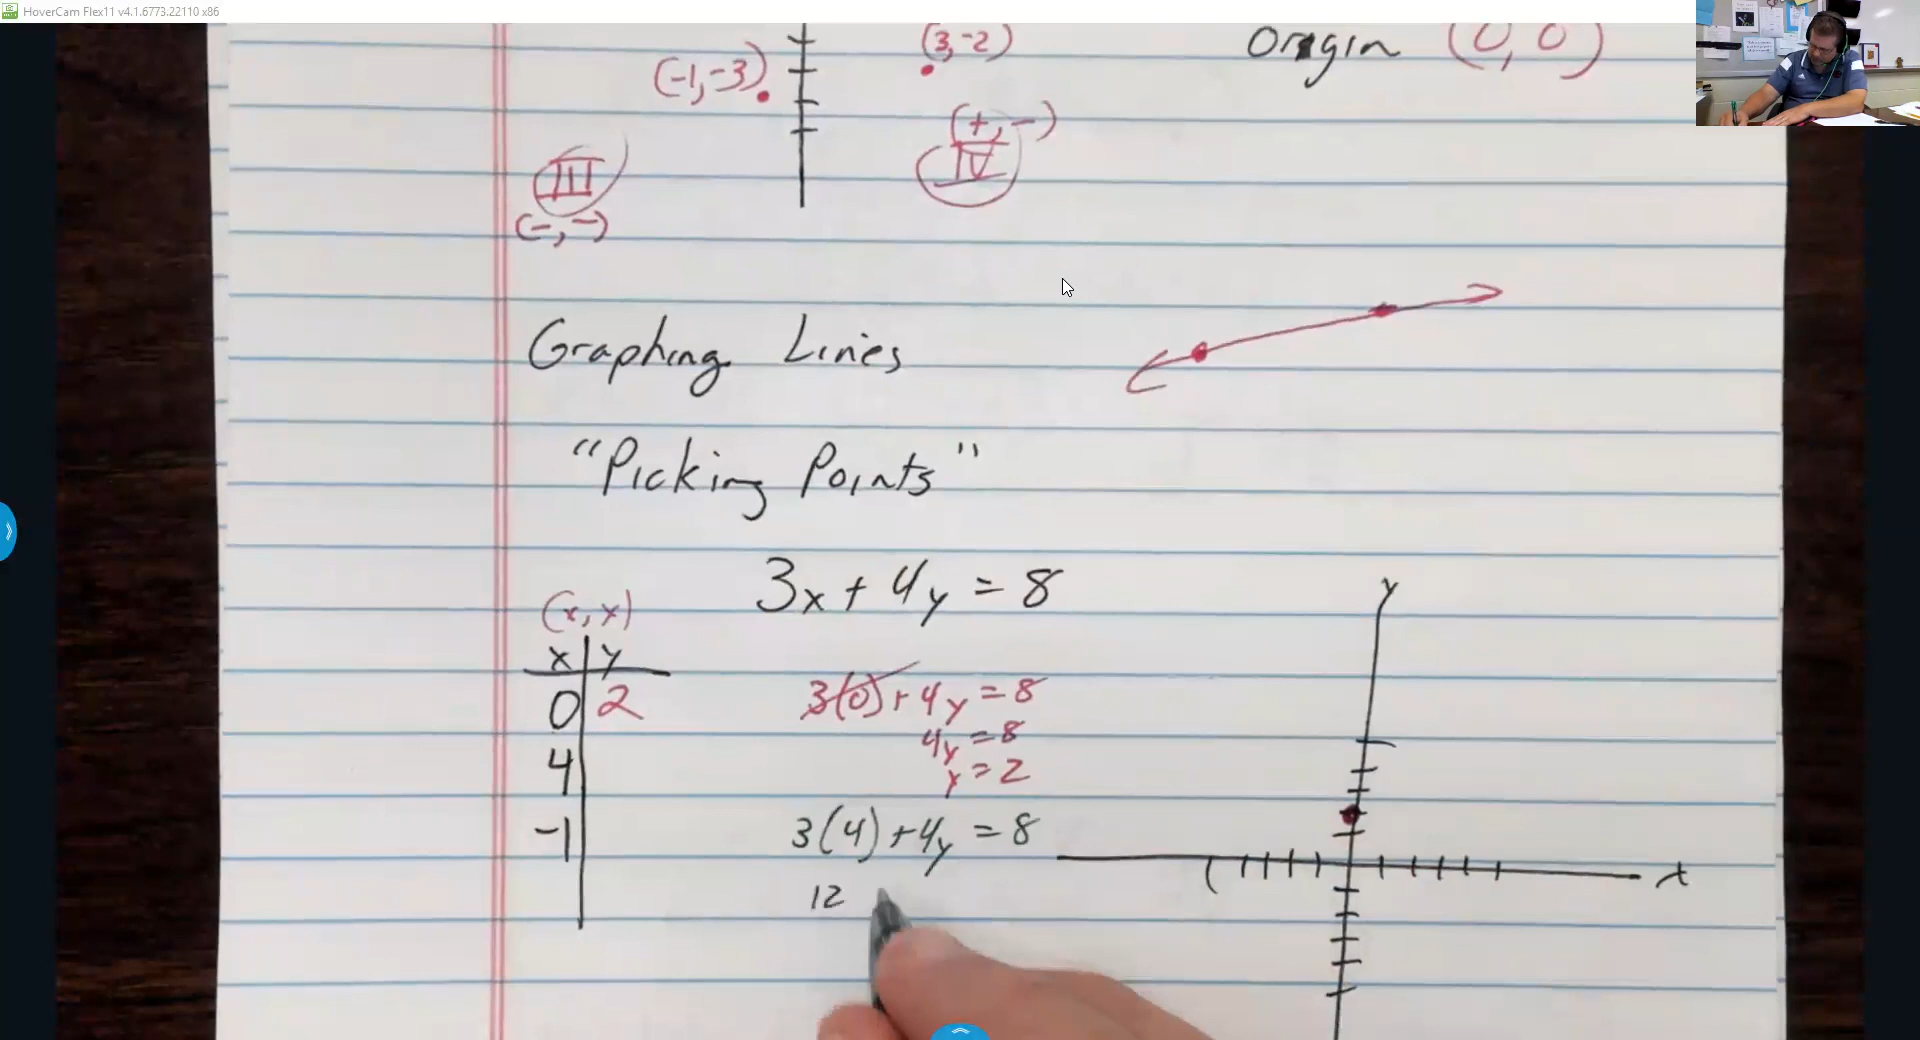 HoverCam Flex11 v4.1.6773.22110 x86
(3,-2)
Origin (0,0)
(-1,-3)
(+,-)
III
IV
(-,-)
Graphing Lines
"Picking Points"
3x + 4y = 8
(x, y)
x y
0 2
4
-1
3(0) + 4y = 8
4y = 8
y = 2
3(4) + 4y = 8
12
y
x